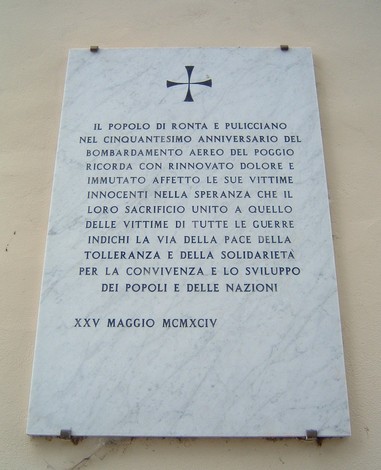 IL POPOLO DI RONTA E PULICCIANO
NEL CINQUANTESIMO ANNIVERSARIO DEL
BOMBARDAMENTO AEREO DEL POGGIO
RICORDA CON RINNOVATO DOLORE E
IMMUTATO AFFETTO LE SUE VITTIME
INNOCENTI NELLA SPERANZA CHE IL
LORO SACRIFICIO UNITO A QUELLO
DELLE VITTIME DI TUTTE LE GUERRE
INDICHI LA VIA DELLA PACE DELLA
TOLLERANZA E DELLA SOLIDARIETÀ
PER LA CONVIVENZA E LO SVILUPPO
DEI POPOLI E DELLE NAZIONI
XXV MAGGIO MCMXCIV